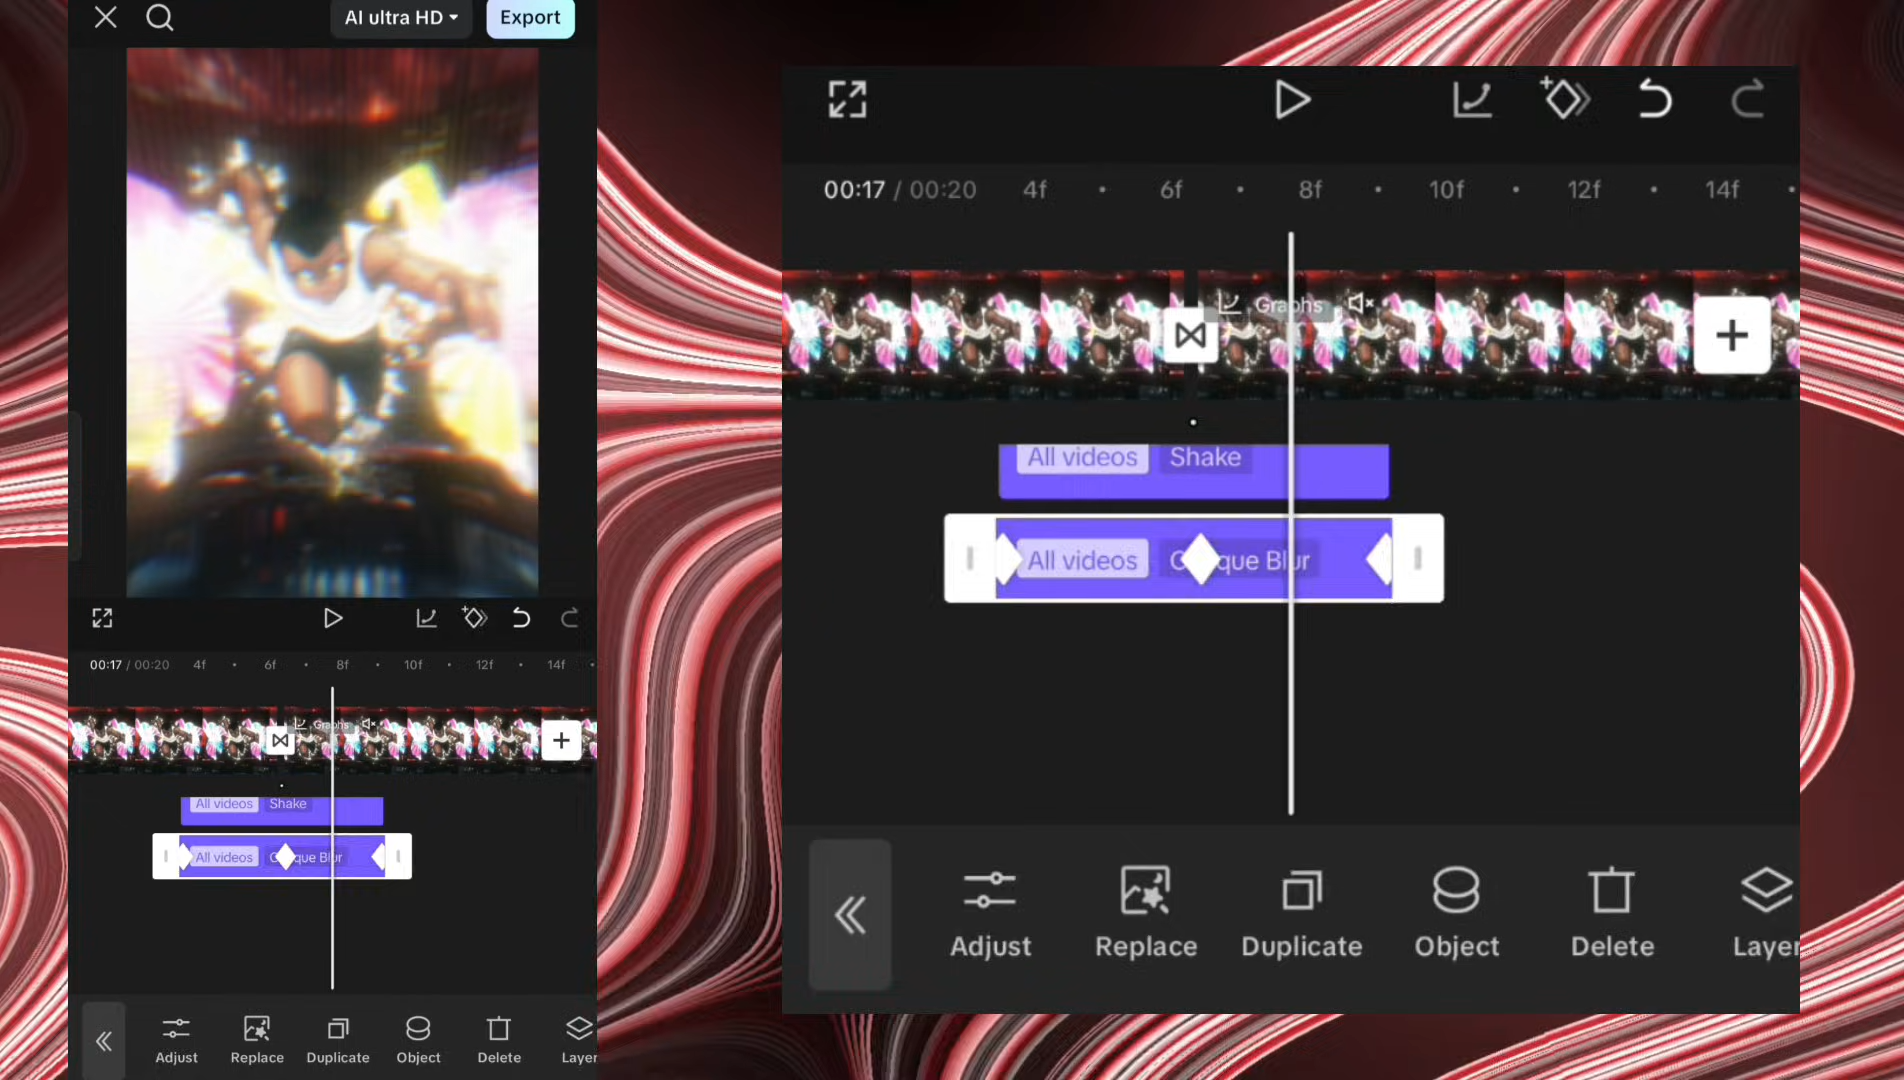 AI ultra HD
Export
00:17 / 00:20 4f 6f 8f 10f 12f 14f
Graphs
All videos Shake
All videos que Blur
Adjust Replace Duplicate Object Delete Layer
00:17 / 00:20 4f 6f 8f 10f 12f 14f
Graphs
All videos Shake
All videos que Blur
Adjust Replace Duplicate Object Delete Layer